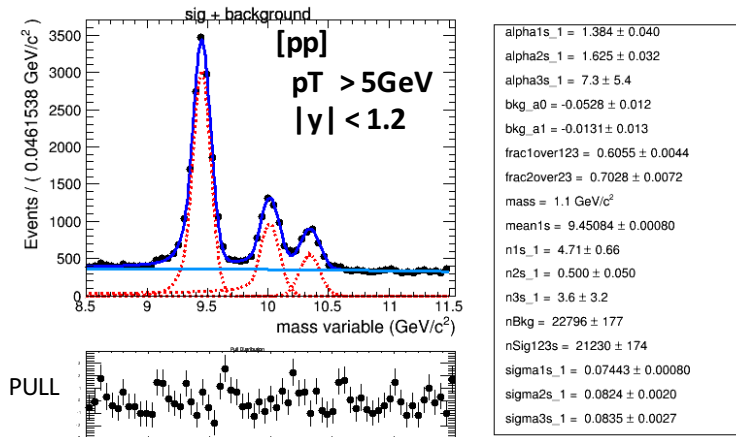 sig + background
[pp]
pT > 5GeV
|y| < 1.2
Events / ( 0.0461538 GeV/c² )
3500
3000
2500
2000
1500
1000
500
0
8.5 9 9.5 10 10.5 11 11.5
mass variable (GeV/c²)
Pull Distribution
PULL
alpha1s_1 = 1.384 ± 0.040
alpha2s_1 = 1.625 ± 0.032
alpha3s_1 = 7.3 ± 5.4
bkg_a0 = -0.0528 ± 0.012
bkg_a1 = -0.0131 ± 0.013
frac1over123 = 0.6055 ± 0.0044
frac2over23 = 0.7028 ± 0.0072
mass = 1.1 GeV/c²
mean1s = 9.45084 ± 0.00080
n1s_1 = 4.71 ± 0.66
n2s_1 = 0.500 ± 0.050
n3s_1 = 3.6 ± 3.2
nBkg = 22796 ± 177
nSig123s = 21230 ± 174
sigma1s_1 = 0.07443 ± 0.00080
sigma2s_1 = 0.0824 ± 0.0020
sigma3s_1 = 0.0835 ± 0.0027